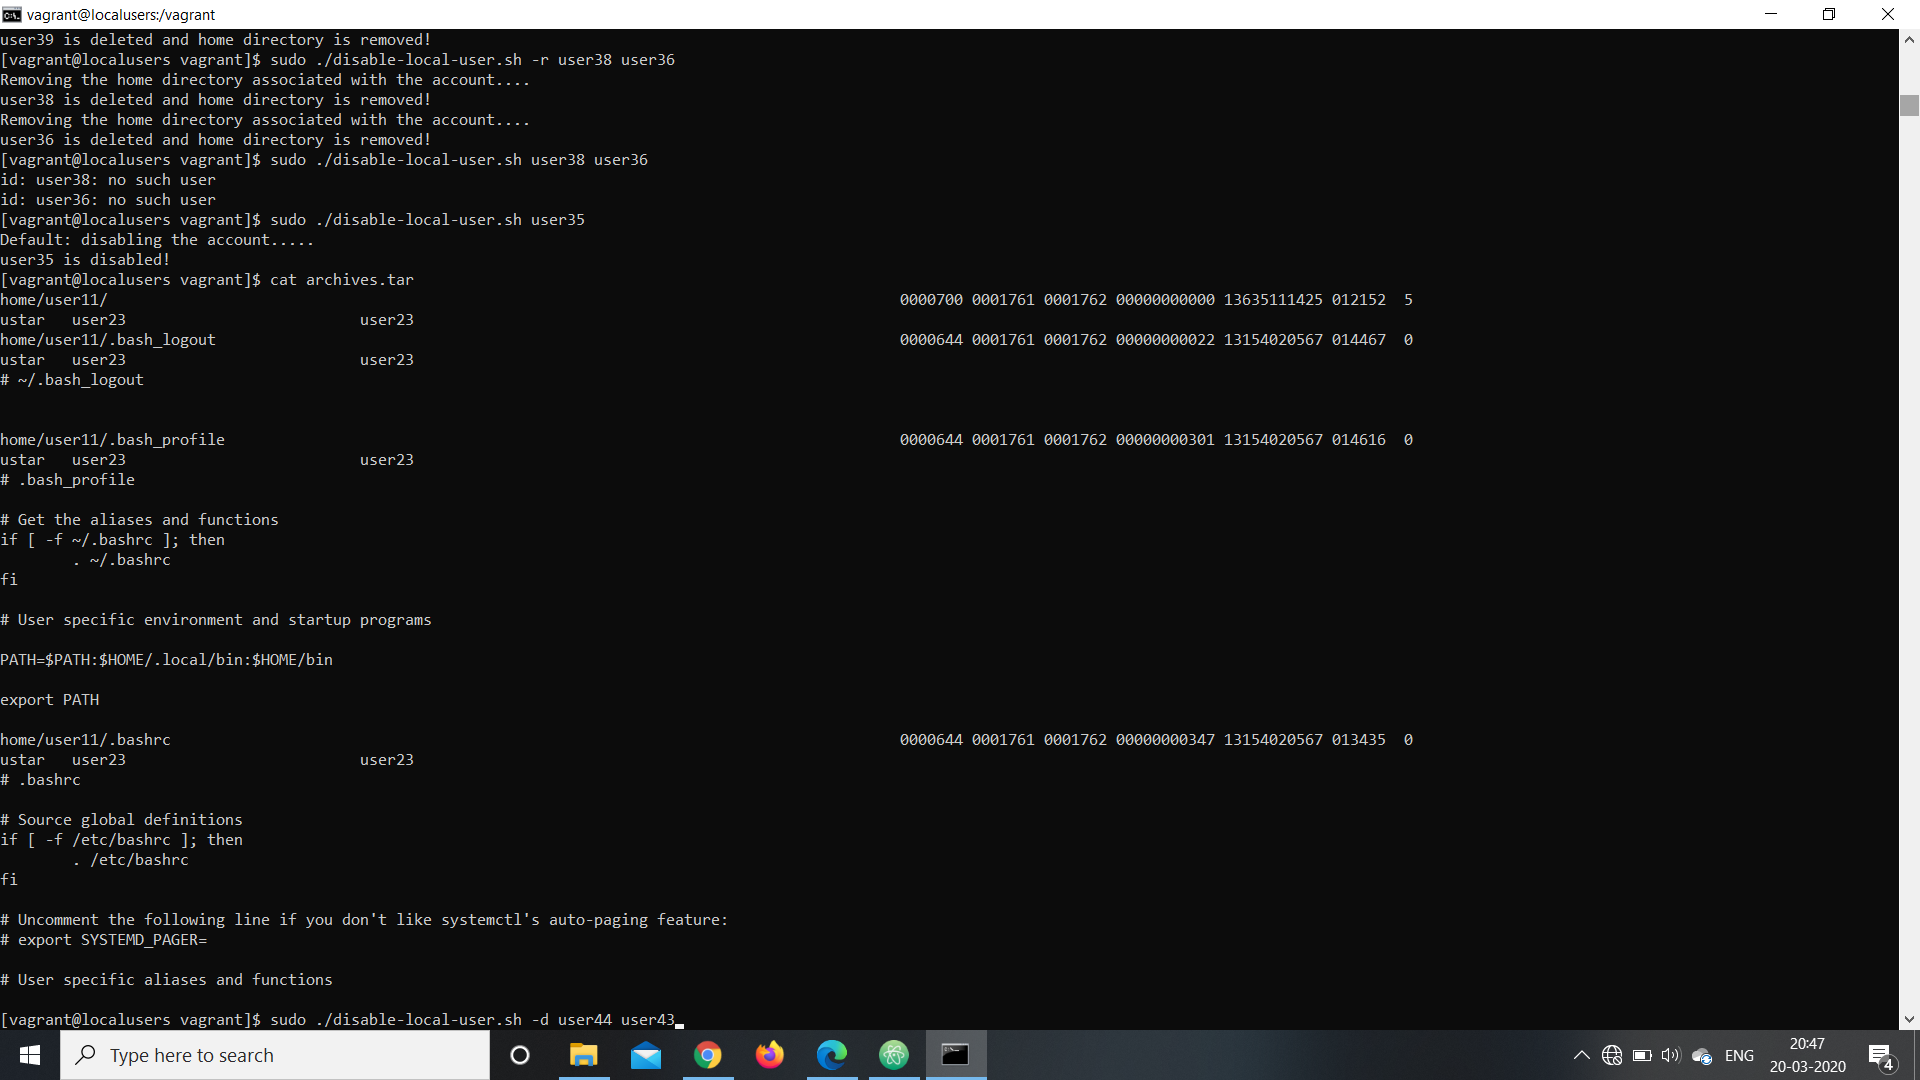 vagrant@localusers:/vagrant
user39 is deleted and home directory is removed!
[vagrant@localusers vagrant]$ sudo ./disable-local-user.sh -r user38 user36
Removing the home directory associated with the account....
user38 is deleted and home directory is removed!
Removing the home directory associated with the account....
user36 is deleted and home directory is removed!
[vagrant@localusers vagrant]$ sudo ./disable-local-user.sh user38 user36
id: user38: no such user
id: user36: no such user
[vagrant@localusers vagrant]$ sudo ./disable-local-user.sh user35
Default: disabling the account.....
user35 is disabled!
[vagrant@localusers vagrant]$ cat archives.tar
home/user11/ 0000700 0001761 0001762 00000000000 13635111425 012152 5
ustar user23 user23
home/user11/.bash_logout 0000644 0001761 0001762 00000000022 13154020567 014467 0
ustar user23 user23
# ~/.bash_logout
home/user11/.bash_profile 0000644 0001761 0001762 00000000301 13154020567 014616 0
ustar user23 user23
# .bash_profile
# Get the aliases and functions
if [ -f ~/.bashrc ]; then
. ~/.bashrc
fi
# User specific environment and startup programs
PATH=$PATH:$HOME/.local/bin:$HOME/bin
export PATH
home/user11/.bashrc 0000644 0001761 0001762 00000000347 13154020567 013435 0
ustar user23 user23
# .bashrc
# Source global definitions
if [ -f /etc/bashrc ]; then
. /etc/bashrc
fi
# Uncomment the following line if you don't like systemctl's auto-paging feature:
# export SYSTEMD_PAGER=
# User specific aliases and functions
[vagrant@localusers vagrant]$ sudo ./disable-local-user.sh -d user44 user43
Type here to search
ENG
20:47
20-03-2020
4